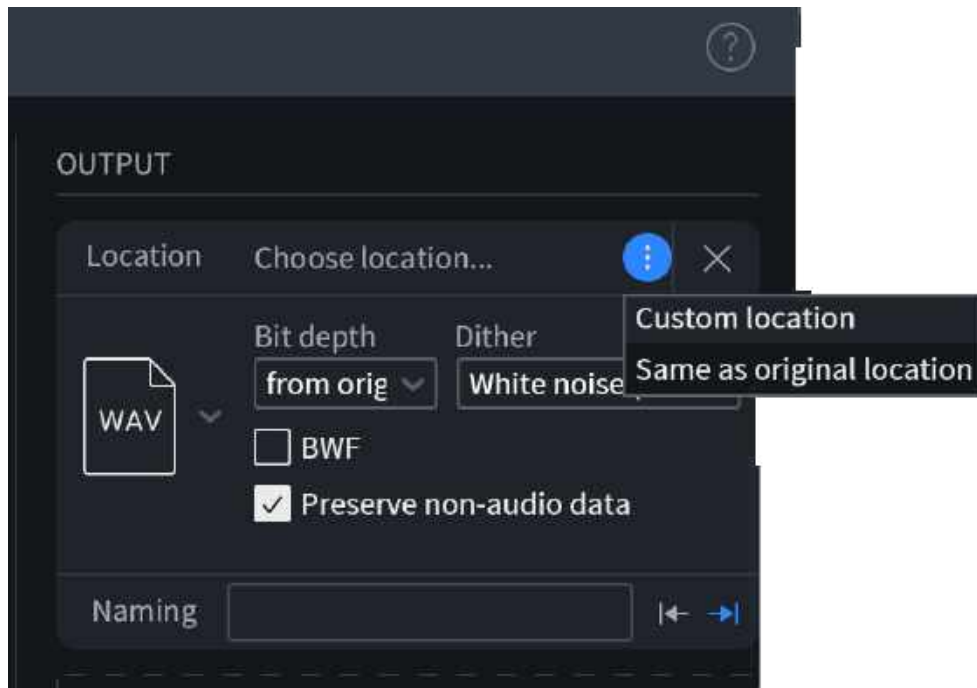 ?
OUTPUT
Location Choose location...
Custom location
Same as original location
Bit depth Dither
from orig White noise
WAV
BWF
Preserve non-audio data
Naming